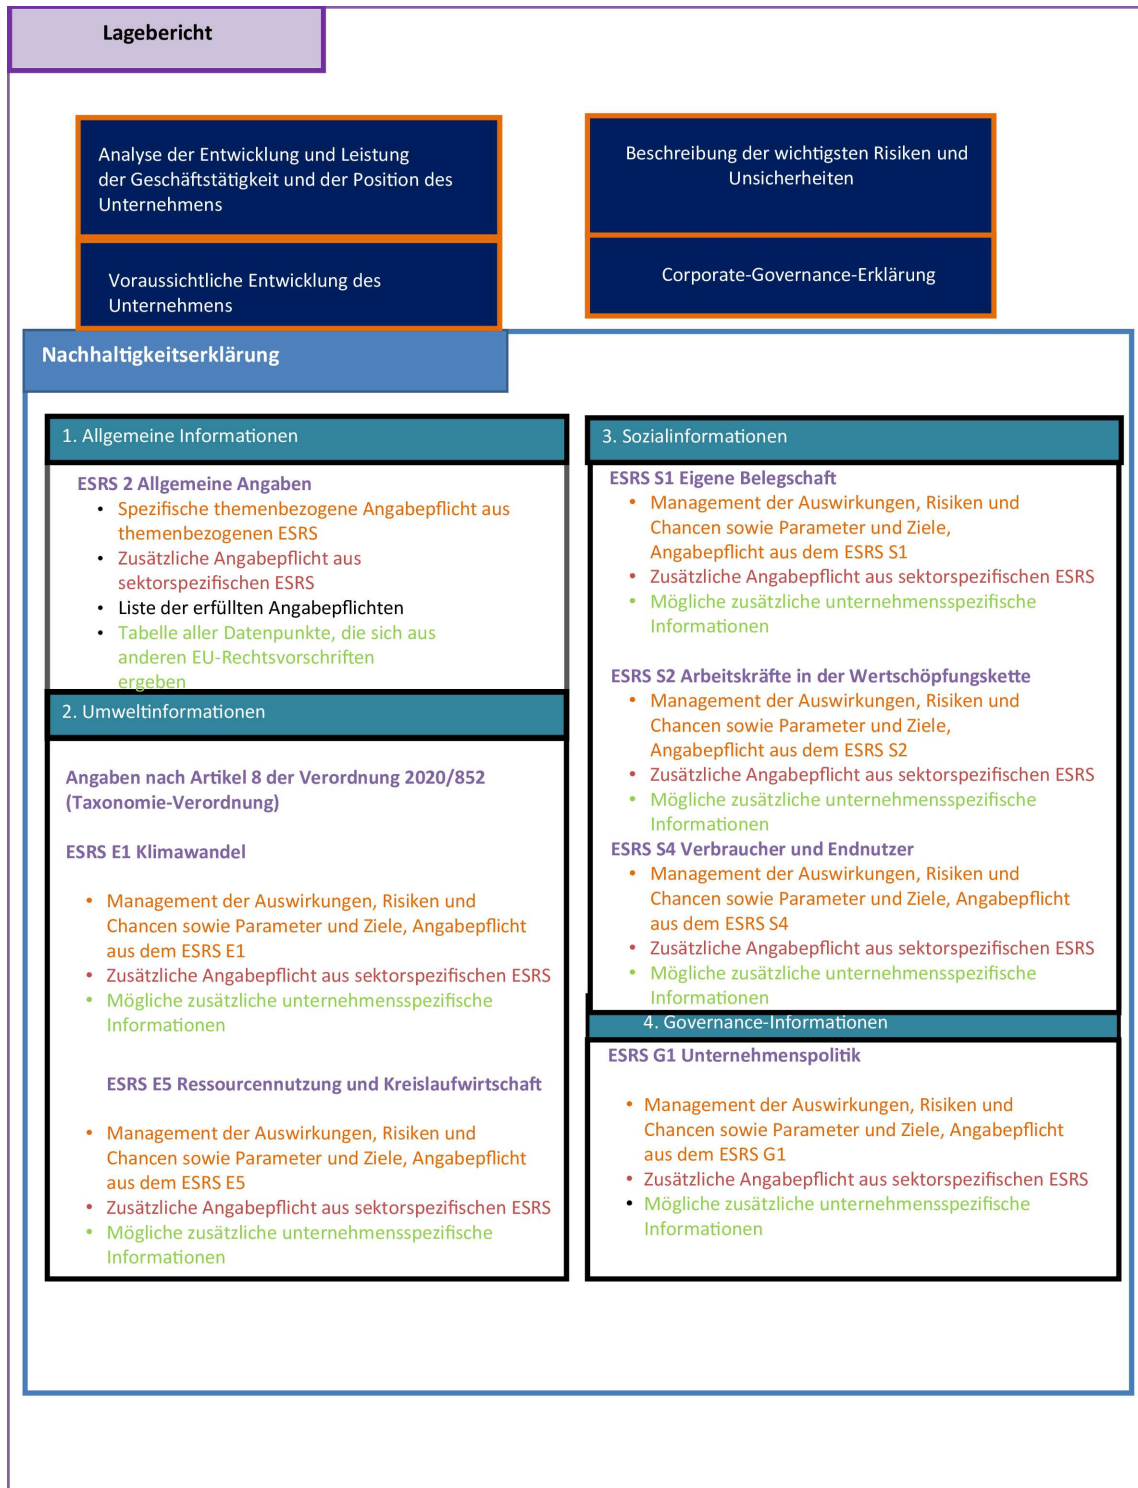 Lagebericht
Analyse der Entwicklung und Leistung
der Geschäftstätigkeit und der Position des
Unternehmens
Beschreibung der wichtigsten Risiken und
Unsicherheiten
Voraussichtliche Entwicklung des
Unternehmens
Corporate-Governance-Erklärung
Nachhaltigkeitserklärung
1. Allgemeine Informationen
ESRS 2 Allgemeine Angaben
• Spezifische themenbezogene Angabepflicht aus
themenbezogenen ESRS
• Zusätzliche Angabepflicht aus
sektorspezifischen ESRS
• Liste der erfüllten Angabepflichten
• Tabelle aller Datenpunkte, die sich aus
anderen EU-Rechtsvorschriften
ergeben
2. Umweltinformationen
Angaben nach Artikel 8 der Verordnung 2020/852
(Taxonomie-Verordnung)
ESRS E1 Klimawandel
• Management der Auswirkungen, Risiken und
Chancen sowie Parameter und Ziele, Angabepflicht
aus dem ESRS E1
• Zusätzliche Angabepflicht aus sektorspezifischen ESRS
• Mögliche zusätzliche unternehmensspezifische
Informationen
ESRS E5 Ressourcennutzung und Kreislaufwirtschaft
• Management der Auswirkungen, Risiken und
Chancen sowie Parameter und Ziele, Angabepflicht
aus dem ESRS E5
• Zusätzliche Angabepflicht aus sektorspezifischen ESRS
• Mögliche zusätzliche unternehmensspezifische
Informationen
3. Sozialinformationen
ESRS S1 Eigene Belegschaft
• Management der Auswirkungen, Risiken und
Chancen sowie Parameter und Ziele,
Angabepflicht aus dem ESRS S1
• Zusätzliche Angabepflicht aus sektorspezifischen ESRS
• Mögliche zusätzliche unternehmensspezifische
Informationen
ESRS S2 Arbeitskräfte in der Wertschöpfungskette
• Management der Auswirkungen, Risiken und
Chancen sowie Parameter und Ziele,
Angabepflicht aus dem ESRS S2
• Zusätzliche Angabepflicht aus sektorspezifischen ESRS
• Mögliche zusätzliche unternehmensspezifische
Informationen
ESRS S4 Verbraucher und Endnutzer
• Management der Auswirkungen, Risiken und
Chancen sowie Parameter und Ziele, Angabepflicht
aus dem ESRS S4
• Zusätzliche Angabepflicht aus sektorspezifischen ESRS
• Mögliche zusätzliche unternehmensspezifische
Informationen
4. Governance-Informationen
ESRS G1 Unternehmenspolitik
• Management der Auswirkungen, Risiken und
Chancen sowie Parameter und Ziele, Angabepflicht
aus dem ESRS G1
• Zusätzliche Angabepflicht aus sektorspezifischen ESRS
• Mögliche zusätzliche unternehmensspezifische
Informationen